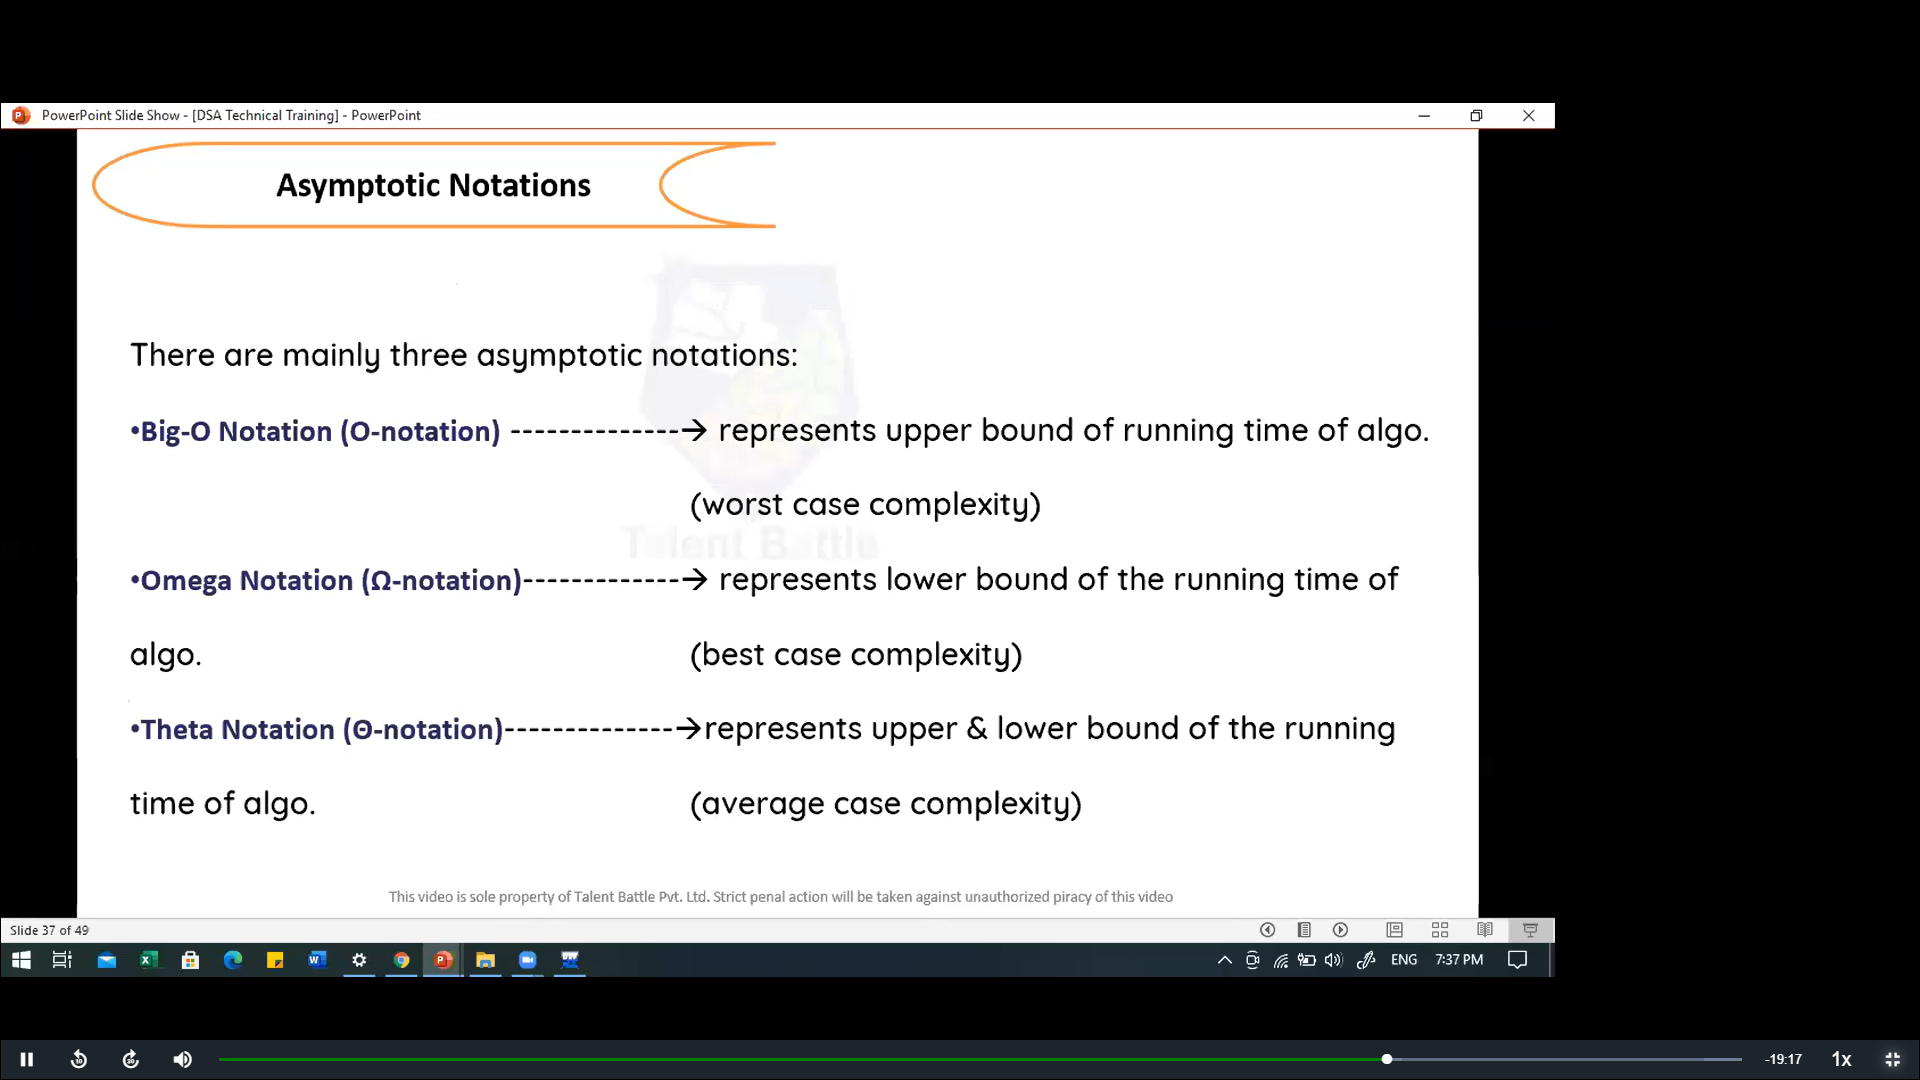 PowerPoint Slide Show - [DSA Technical Training] - PowerPoint
Asymptotic Notations
There are mainly three asymptotic notations:
•Big-O Notation (O-notation) --------------→ represents upper bound of running time of algo.
(worst case complexity)
Talent Battle
•Omega Notation (Ω-notation)-------------→ represents lower bound of the running time of
algo. (best case complexity)
•Theta Notation (Θ-notation)--------------→represents upper & lower bound of the running
time of algo. (average case complexity)
This video is sole property of Talent Battle Pvt. Ltd. Strict penal action will be taken against unauthorized piracy of this video
Slide 37 of 49
ENG 7:37 PM
-19:17 1x